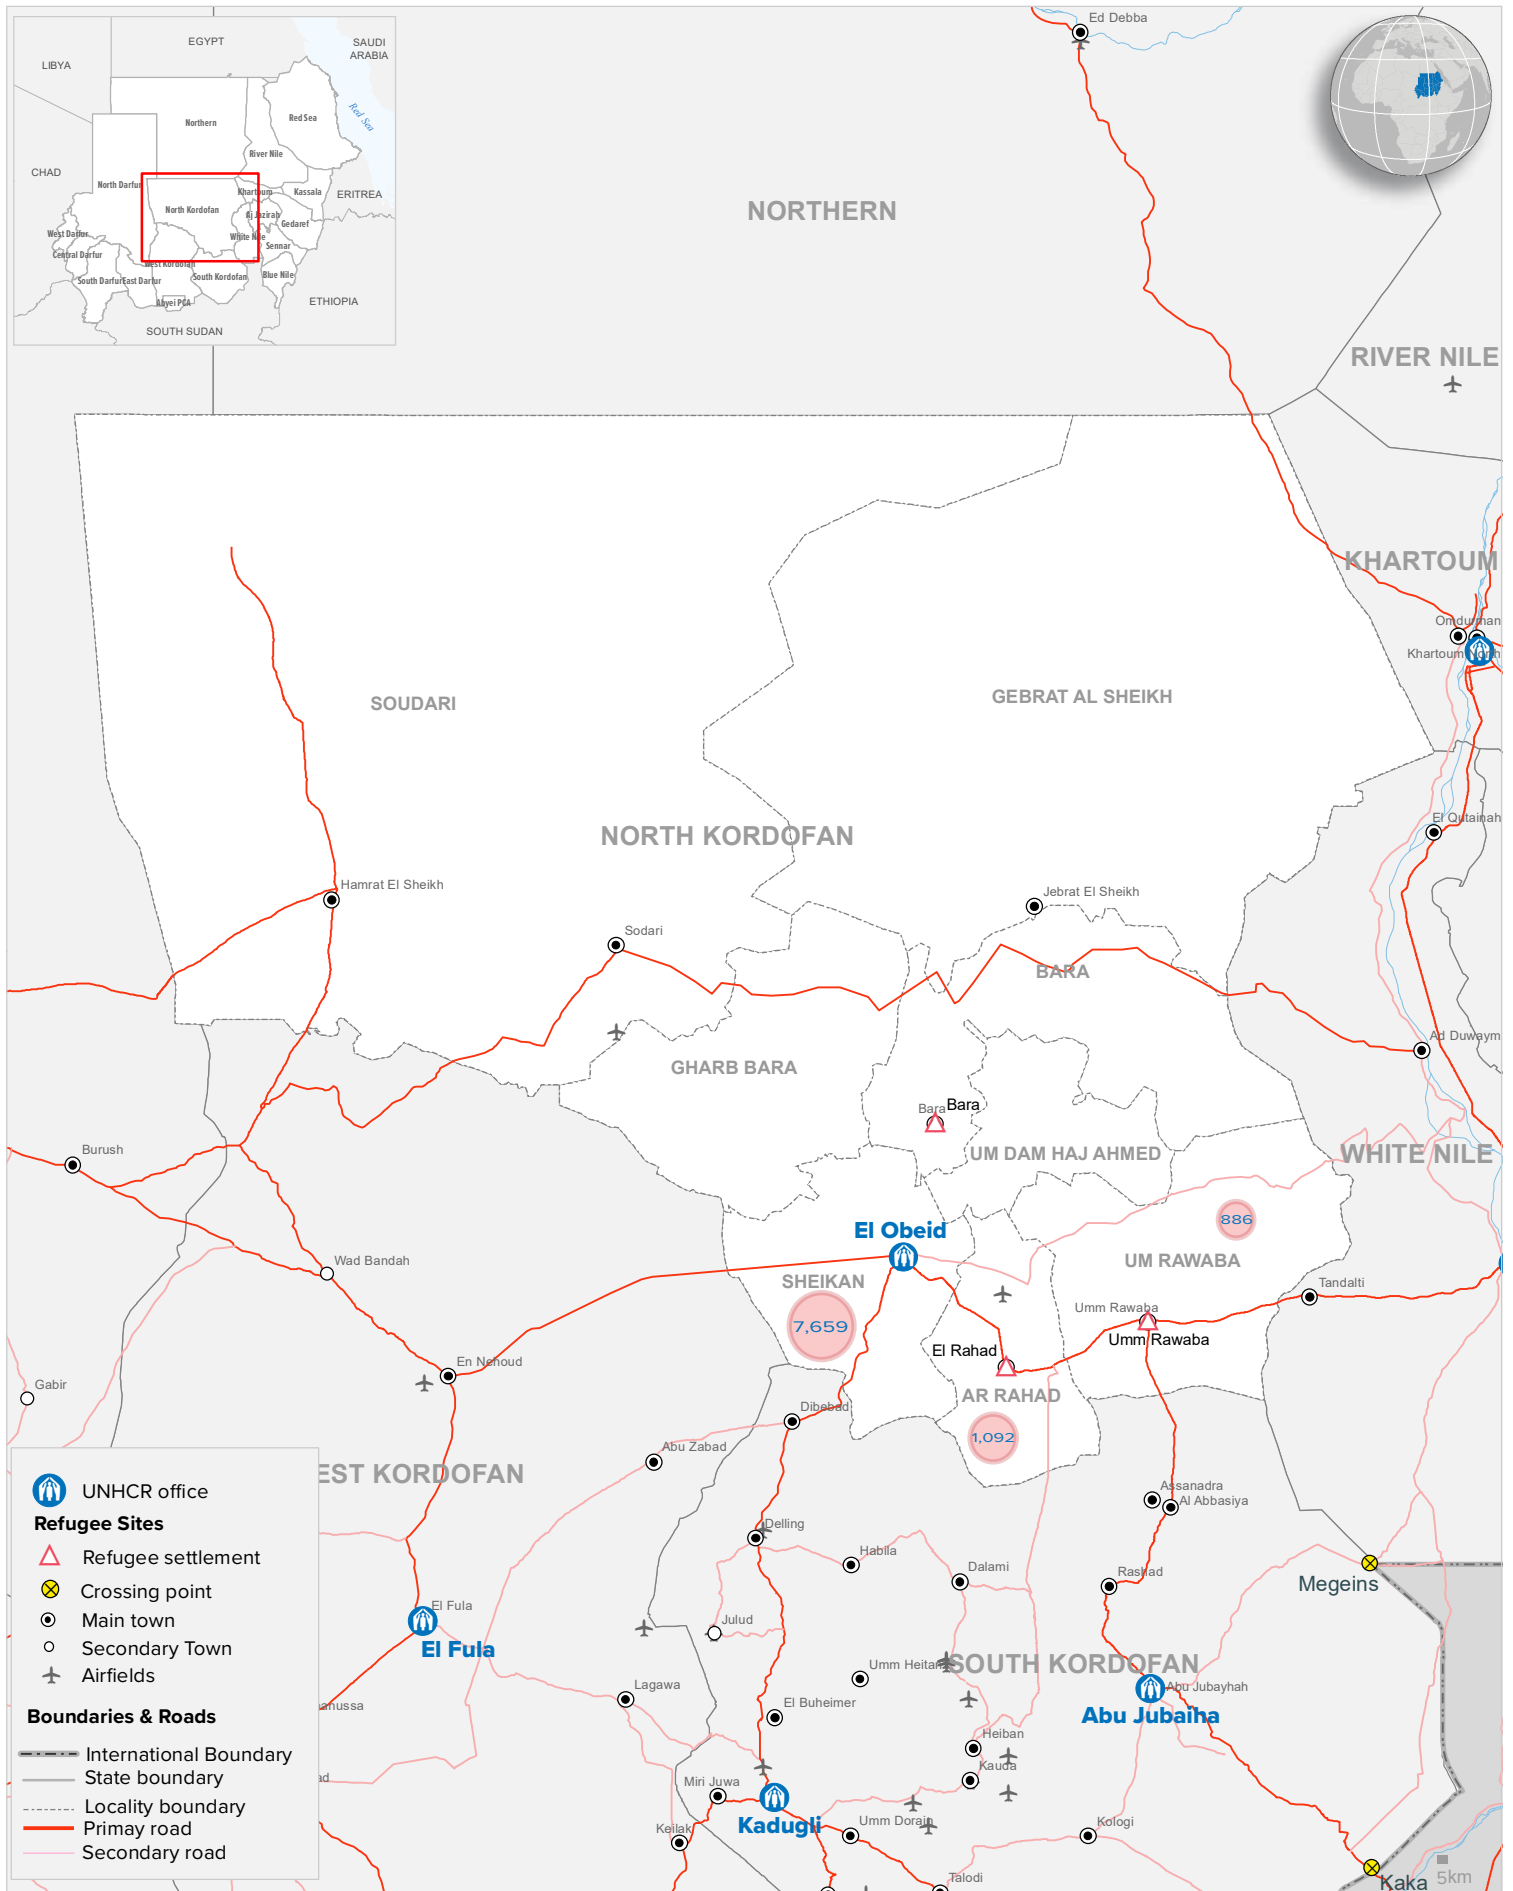 EGYPT
SAUDI
ARABIA
LIBYA
Red Sea
Northern
Red Sea
River Nile
CHAD
North Darfur
Khartoum
Kassala
ERITREA
North Kordofan
Aj Jazirah
Gedaref
West Darfur
White Nile
Sennar
Central Darfur
West Kordofan
South Darfur
East Darfur
South Kordofan
Blue Nile
Abyei PCA
ETHIOPIA
SOUTH SUDAN
Ed Debba
NORTHERN
RIVER NILE
KHARTOUM
Omdurman
Khartoum North
SOUDARI
GEBRAT AL SHEIKH
El Qutainah
NORTH KORDOFAN
Hamrat El Sheikh
Jebrat El Sheikh
Sodari
BARA
Ad Duwaym
GHARB BARA
Bara
Bara
Burush
UM DAM HAJ AHMED
WHITE NILE
886
El Obeid
Wad Bandah
UM RAWABA
SHEIKAN
Tandalti
Umm Rawaba
7,659
Umm Rawaba
El Rahad
En Nehoud
Gabir
AR RAHAD
Dibebad
1,092
Abu Zabad
EST KORDOFAN
Assanadra
Al Abbasiya
Delling
Habila
Dalami
Rashad
Megeins
El Fula
El Fula
Julud
Umm Heitan
SOUTH KORDOFAN
Lagawa
Abu Jubayhah
anussa
El Buheimer
Abu Jubaiha
Heiban
Kauda
ad
Miri Juwa
Kadugli
Umm Dorain
Kologi
Keilak
Talodi
Kaka
5km
UNHCR office
Refugee Sites
Refugee settlement
Crossing point
Main town
Secondary Town
Airfields
Boundaries & Roads
International Boundary
State boundary
Locality boundary
Primay road
Secondary road